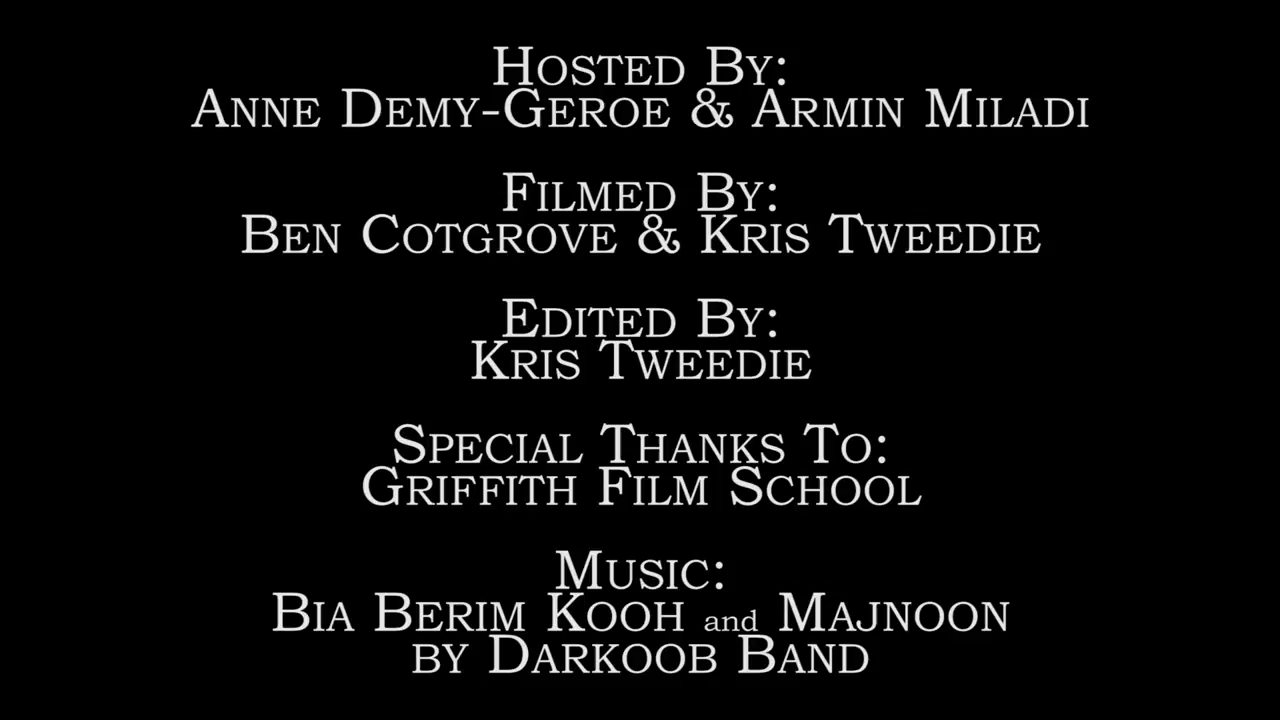 Hosted By:
Anne Demy-Geroe & Armin Miladi
Filmed By:
Ben Cotgrove & Kris Tweedie
Edited By:
Kris Tweedie
Special Thanks To:
Griffith Film School
Music:
Bia Berim Kooh and Majnoon
by Darkoob Band